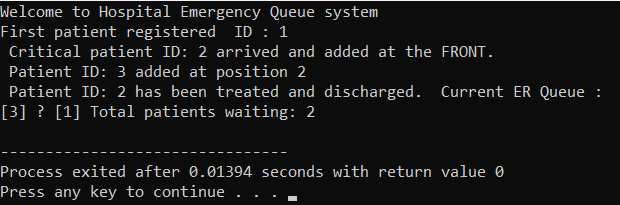 Welcome to Hospital Emergency Queue system
First patient registered  ID : 1
 Critical patient ID: 2 arrived and added at the FRONT.
 Patient ID: 3 added at position 2
 Patient ID: 2 has been treated and discharged.  Current ER Queue :
[3] ? [1] Total patients waiting: 2
--------------------------------
Process exited after 0.01394 seconds with return value 0
Press any key to continue . . .